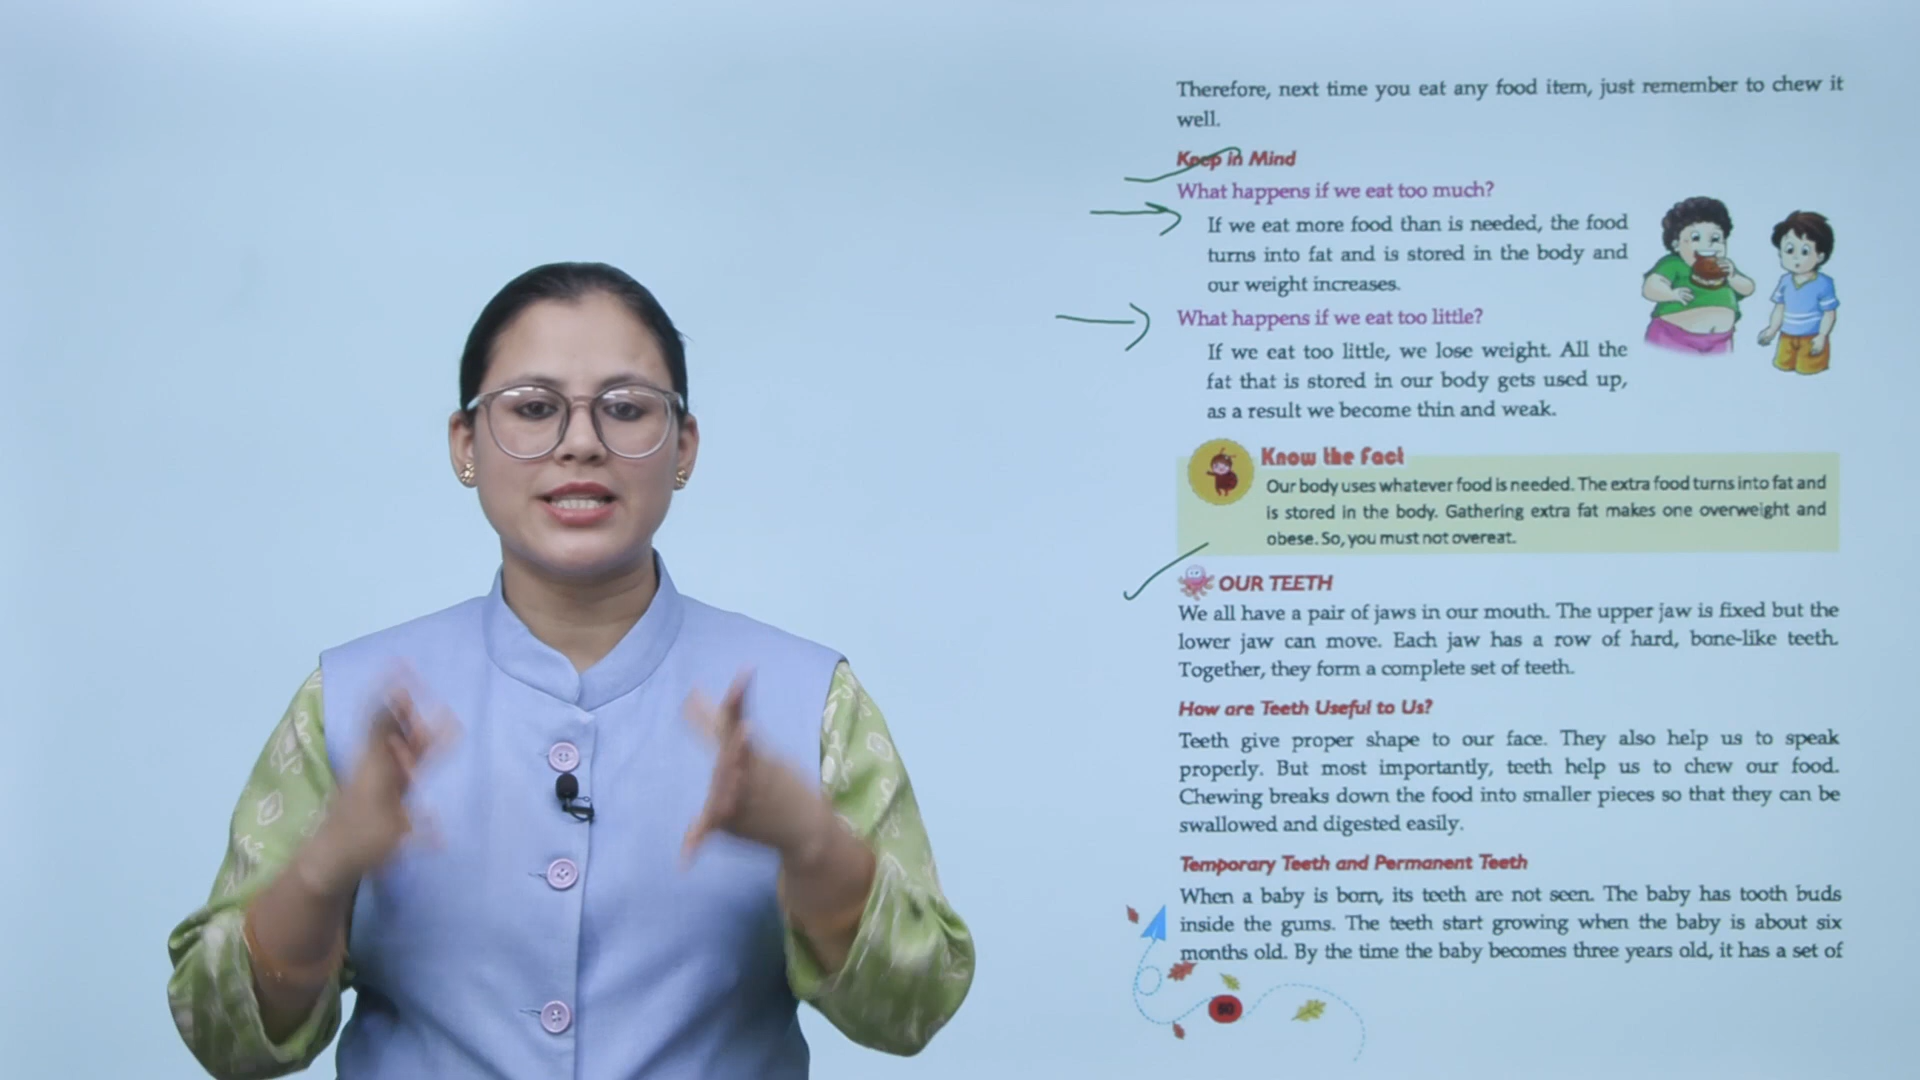 Therefore, next time you eat any food item, just remember to chew it
well.
Keep in Mind
What happens if we eat too much?
If we eat more food than is needed, the food
turns into fat and is stored in the body and
our weight increases.
What happens if we eat too little?
If we eat too little, we lose weight. All the
fat that is stored in our body gets used up,
as a result we become thin and weak.
Know the Fact
Our body uses whatever food is needed. The extra food turns into fat and
is stored in the body. Gathering extra fat makes one overweight and
obese. So, you must not overeat.
OUR TEETH
We all have a pair of jaws in our mouth. The upper jaw is fixed but the
lower jaw can move. Each jaw has a row of hard, bone-like teeth.
Together, they form a complete set of teeth.
How are Teeth Useful to Us?
Teeth give proper shape to our face. They also help us to speak
properly. But most importantly, teeth help us to chew our food.
Chewing breaks down the food into smaller pieces so that they can be
swallowed and digested easily.
Temporary Teeth and Permanent Teeth
When a baby is born, its teeth are not seen. The baby has tooth buds
inside the gums. The teeth start growing when the baby is about six
months old. By the time the baby becomes three years old, it has a set of